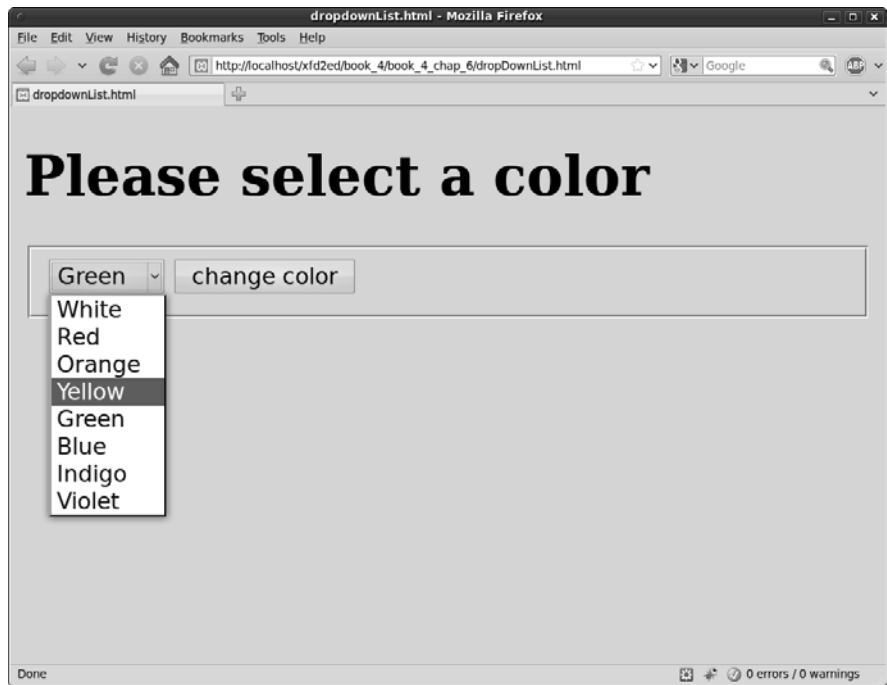 dropdownList.html - Mozilla Firefox
File Edit View History Bookmarks Tools Help
http://localhost/xfd2ed/book_4/book_4_chap_6/dropDownList.html Google ABP
dropdownList.html
Please select a color
Green change color
White
Red
Orange
Yellow
Green
Blue
Indigo
Violet
Done 0 errors / 0 warnings